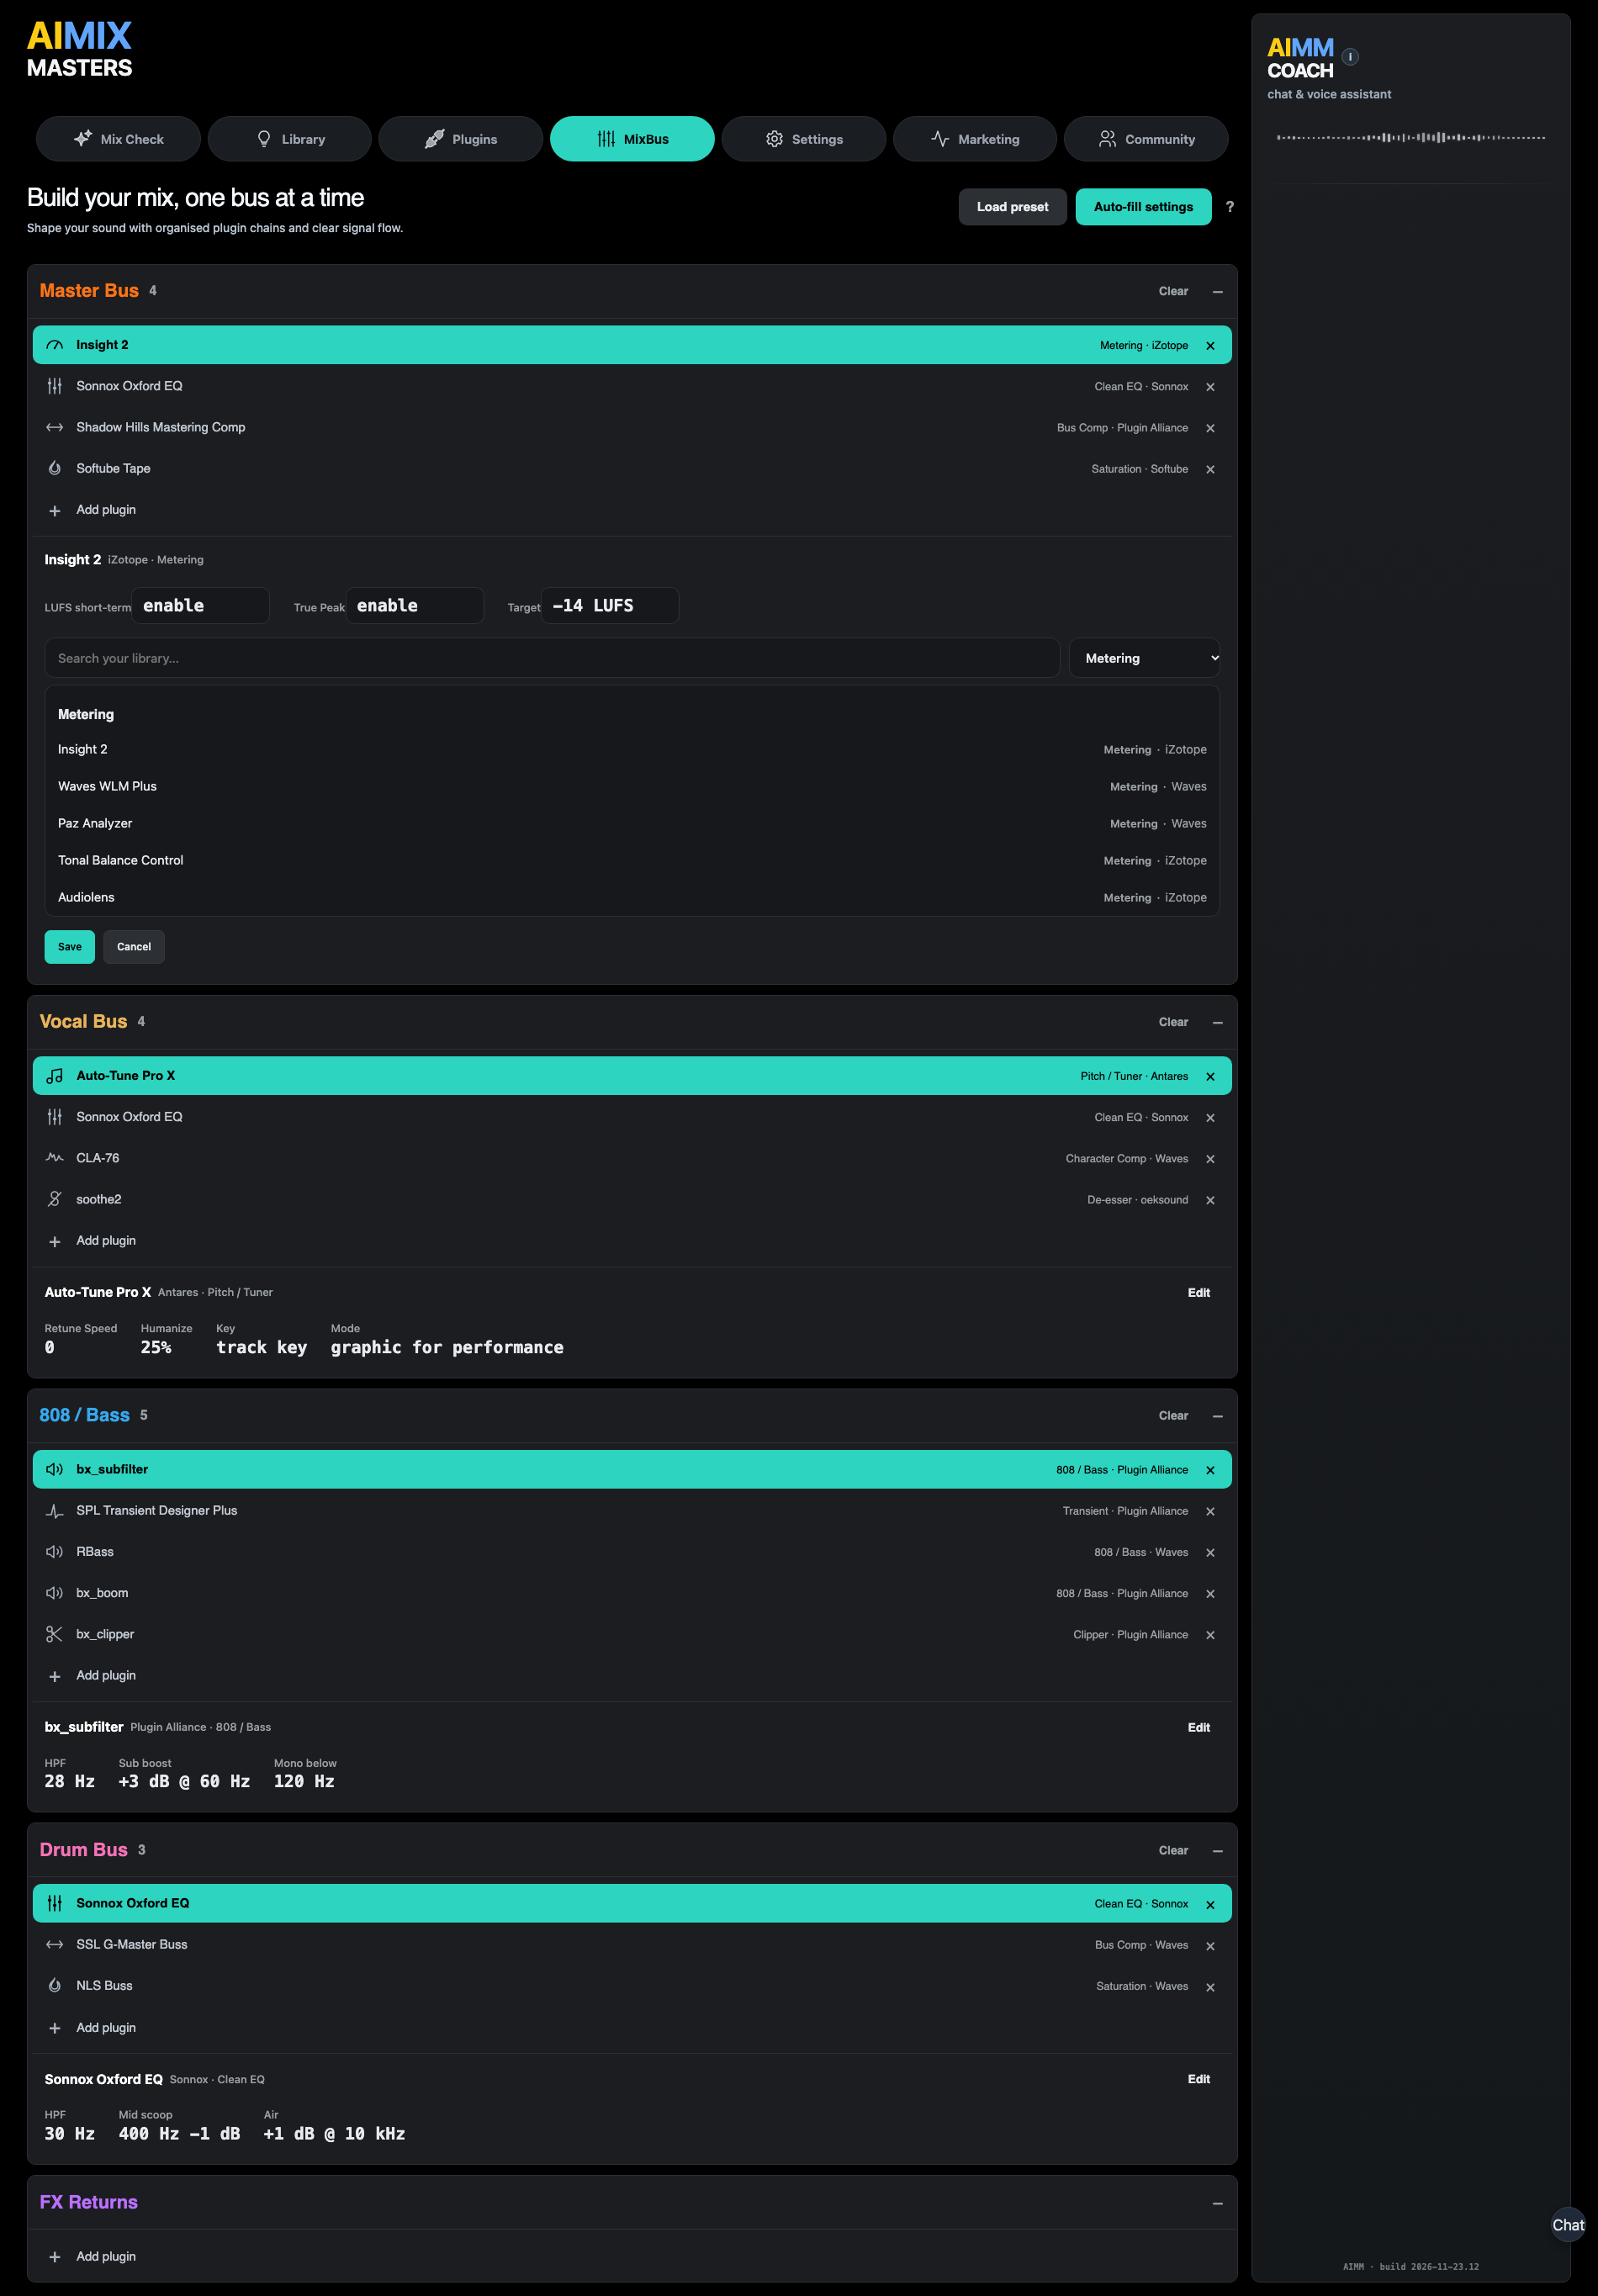 AIMIX
MASTERS
Mix Check
Library
Plugins
MixBus
Settings
Marketing
Community
Build your mix, one bus at a time
Shape your sound with organised plugin chains and clear signal flow.
Load preset
Auto-fill settings
?
Master Bus 4
Clear −
Insight 2 Metering · iZotope ×
Sonnox Oxford EQ Clean EQ · Sonnox ×
Shadow Hills Mastering Comp Bus Comp · Plugin Alliance ×
Softube Tape Saturation · Softube ×
+ Add plugin
Insight 2 iZotope · Metering
LUFS short-term enable True Peak enable Target −14 LUFS
Search your library... Metering
Metering
Insight 2 Metering · iZotope
Waves WLM Plus Metering · Waves
Paz Analyzer Metering · Waves
Tonal Balance Control Metering · iZotope
Audiolens Metering · iZotope
Save Cancel
Vocal Bus 4 Clear −
Auto-Tune Pro X Pitch / Tuner · Antares ×
Sonnox Oxford EQ Clean EQ · Sonnox ×
CLA-76 Character Comp · Waves ×
soothe2 De-esser · oeksound ×
+ Add plugin
Auto-Tune Pro X Antares · Pitch / Tuner Edit
Retune Speed Humanize Key Mode
0 25% track key graphic for performance
808 / Bass 5 Clear −
bx_subfilter 808 / Bass · Plugin Alliance ×
SPL Transient Designer Plus Transient · Plugin Alliance ×
RBass 808 / Bass · Waves ×
bx_boom 808 / Bass · Plugin Alliance ×
bx_clipper Clipper · Plugin Alliance ×
+ Add plugin
bx_subfilter Plugin Alliance · 808 / Bass Edit
HPF Sub boost Mono below
28 Hz +3 dB @ 60 Hz 120 Hz
Drum Bus 3 Clear −
Sonnox Oxford EQ Clean EQ · Sonnox ×
SSL G-Master Buss Bus Comp · Waves ×
NLS Buss Saturation · Waves ×
+ Add plugin
Sonnox Oxford EQ Sonnox · Clean EQ Edit
HPF Mid scoop Air
30 Hz 400 Hz −1 dB +1 dB @ 10 kHz
FX Returns −
+ Add plugin
AIMM
COACH i
chat & voice assistant
Chat
AIMM · build 2026−11−23.12